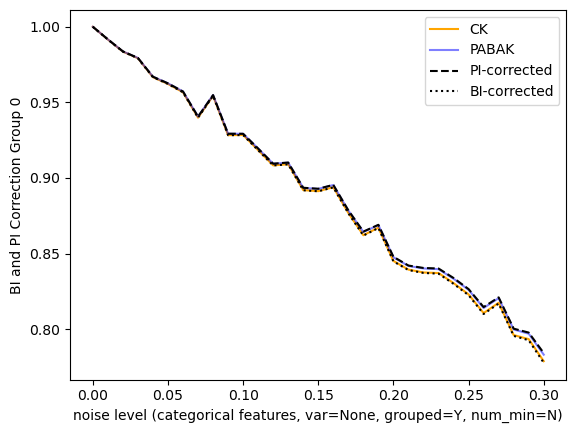 1.00
0.95
0.90
0.85
0.80
BI and PI Correction Group 0
CK
PABAK
PI-corrected
BI-corrected
0.00 0.05 0.10 0.15 0.20 0.25 0.30
noise level (categorical features, var=None, grouped=Y, num_min=N)